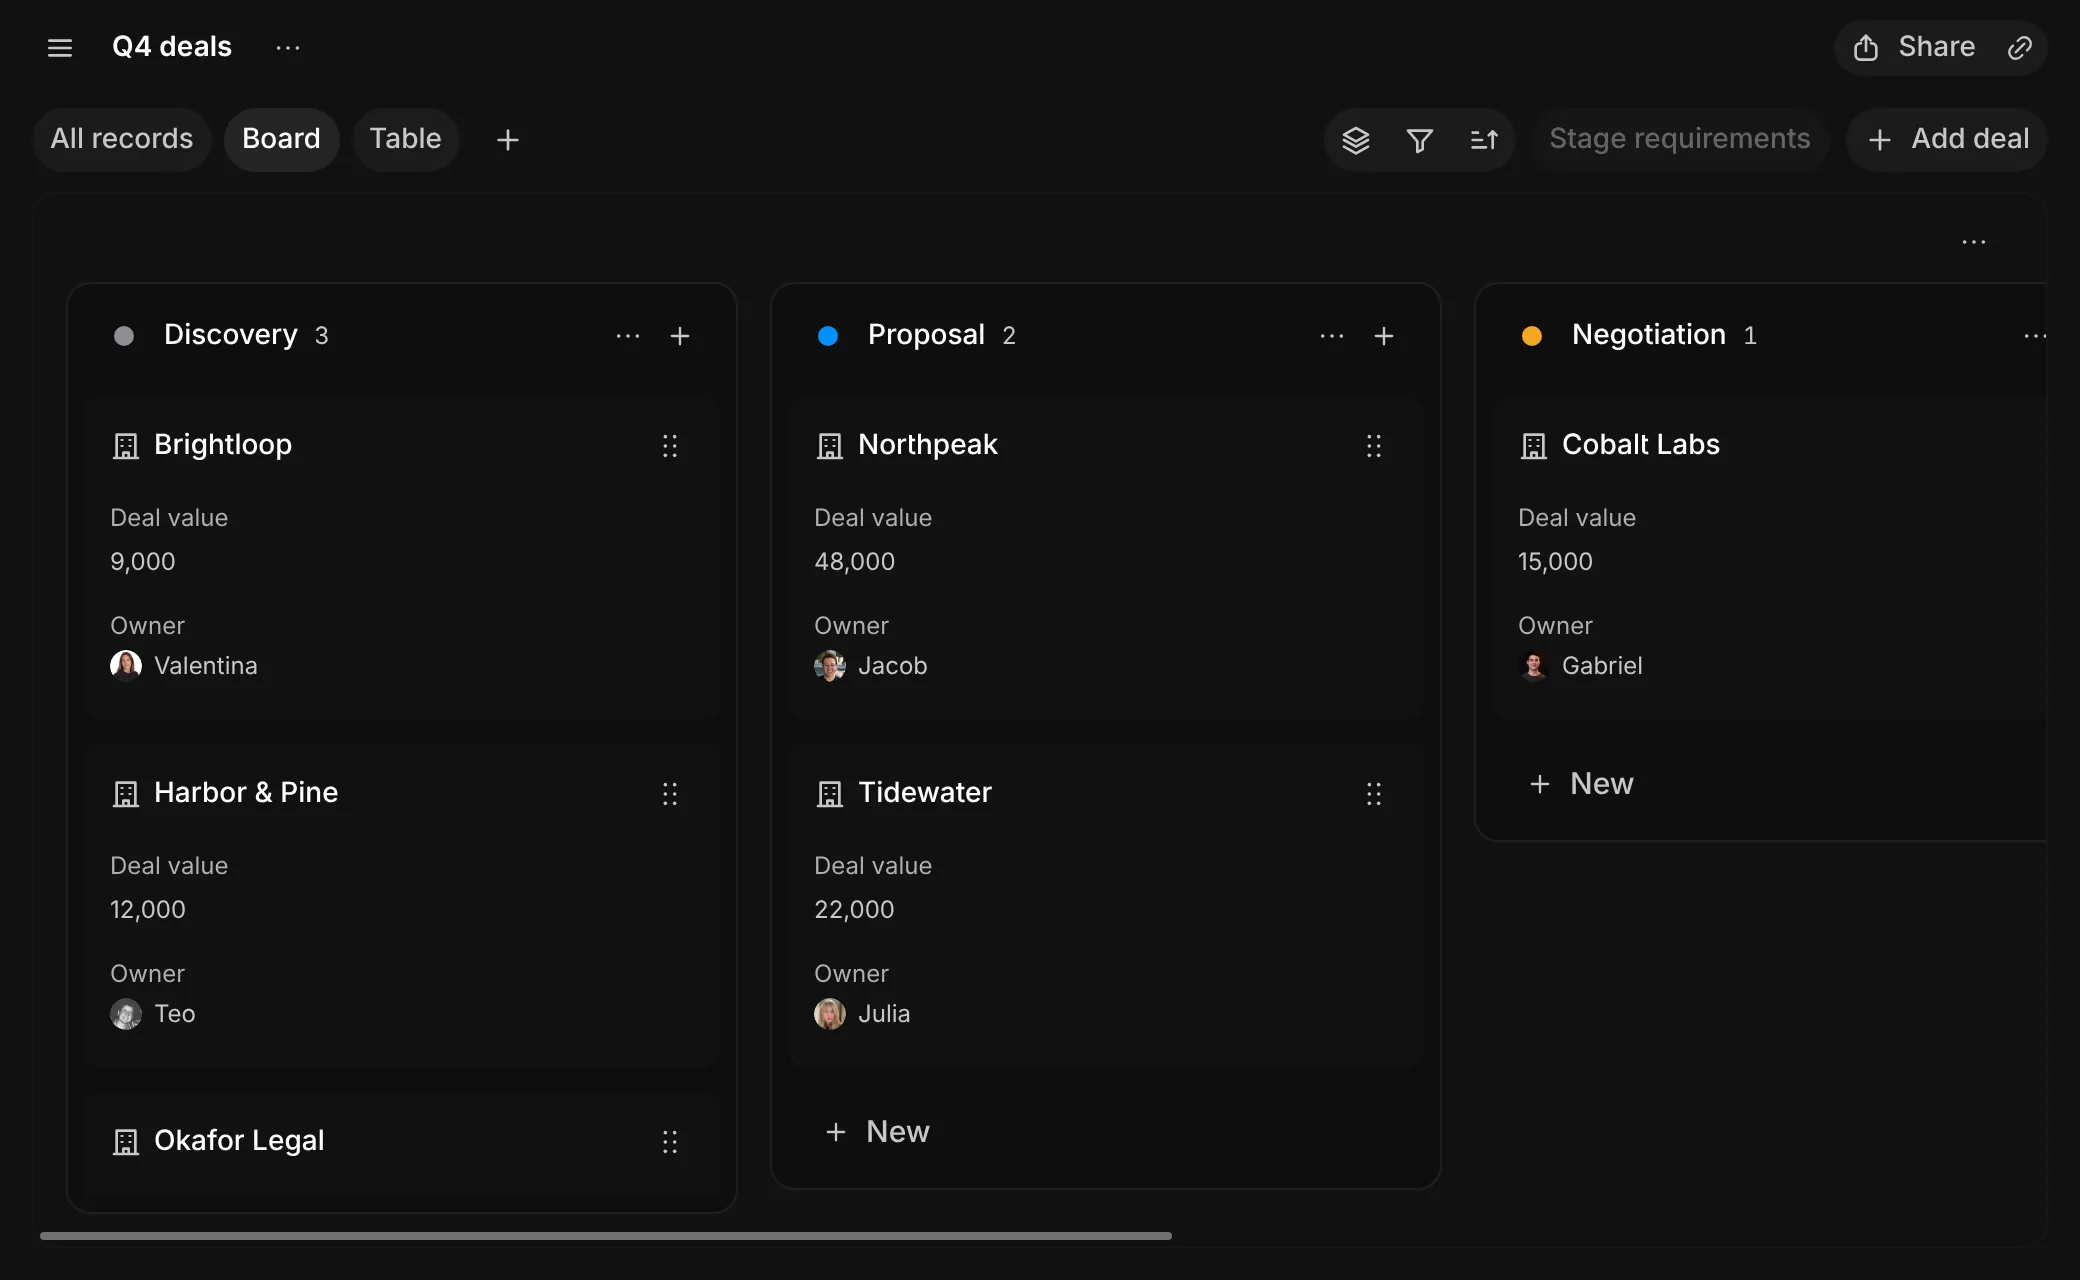 Q4 deals
Share
All records
Board
Table
Stage requirements
Add deal
Discovery 3
Brightloop
Deal value
9,000
Owner
Valentina
Harbor & Pine
Deal value
12,000
Owner
Teo
Okafor Legal
Proposal 2
Northpeak
Deal value
48,000
Owner
Jacob
Tidewater
Deal value
22,000
Owner
Julia
New
Negotiation 1
Cobalt Labs
Deal value
15,000
Owner
Gabriel
New